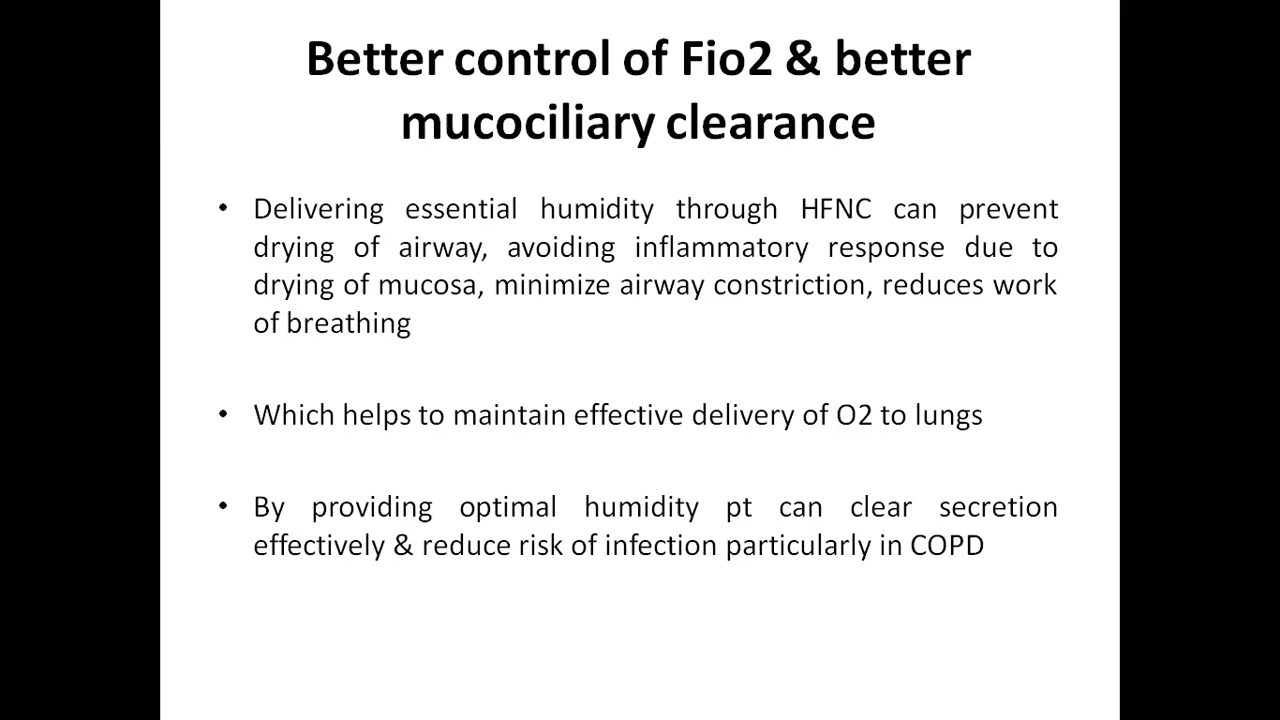 Better control of Fio2 & better
mucociliary clearance
• Delivering essential humidity through HFNC can prevent
drying of airway, avoiding inflammatory response due to
drying of mucosa, minimize airway constriction, reduces work
of breathing
• Which helps to maintain effective delivery of O2 to lungs
• By providing optimal humidity pt can clear secretion
effectively & reduce risk of infection particularly in COPD